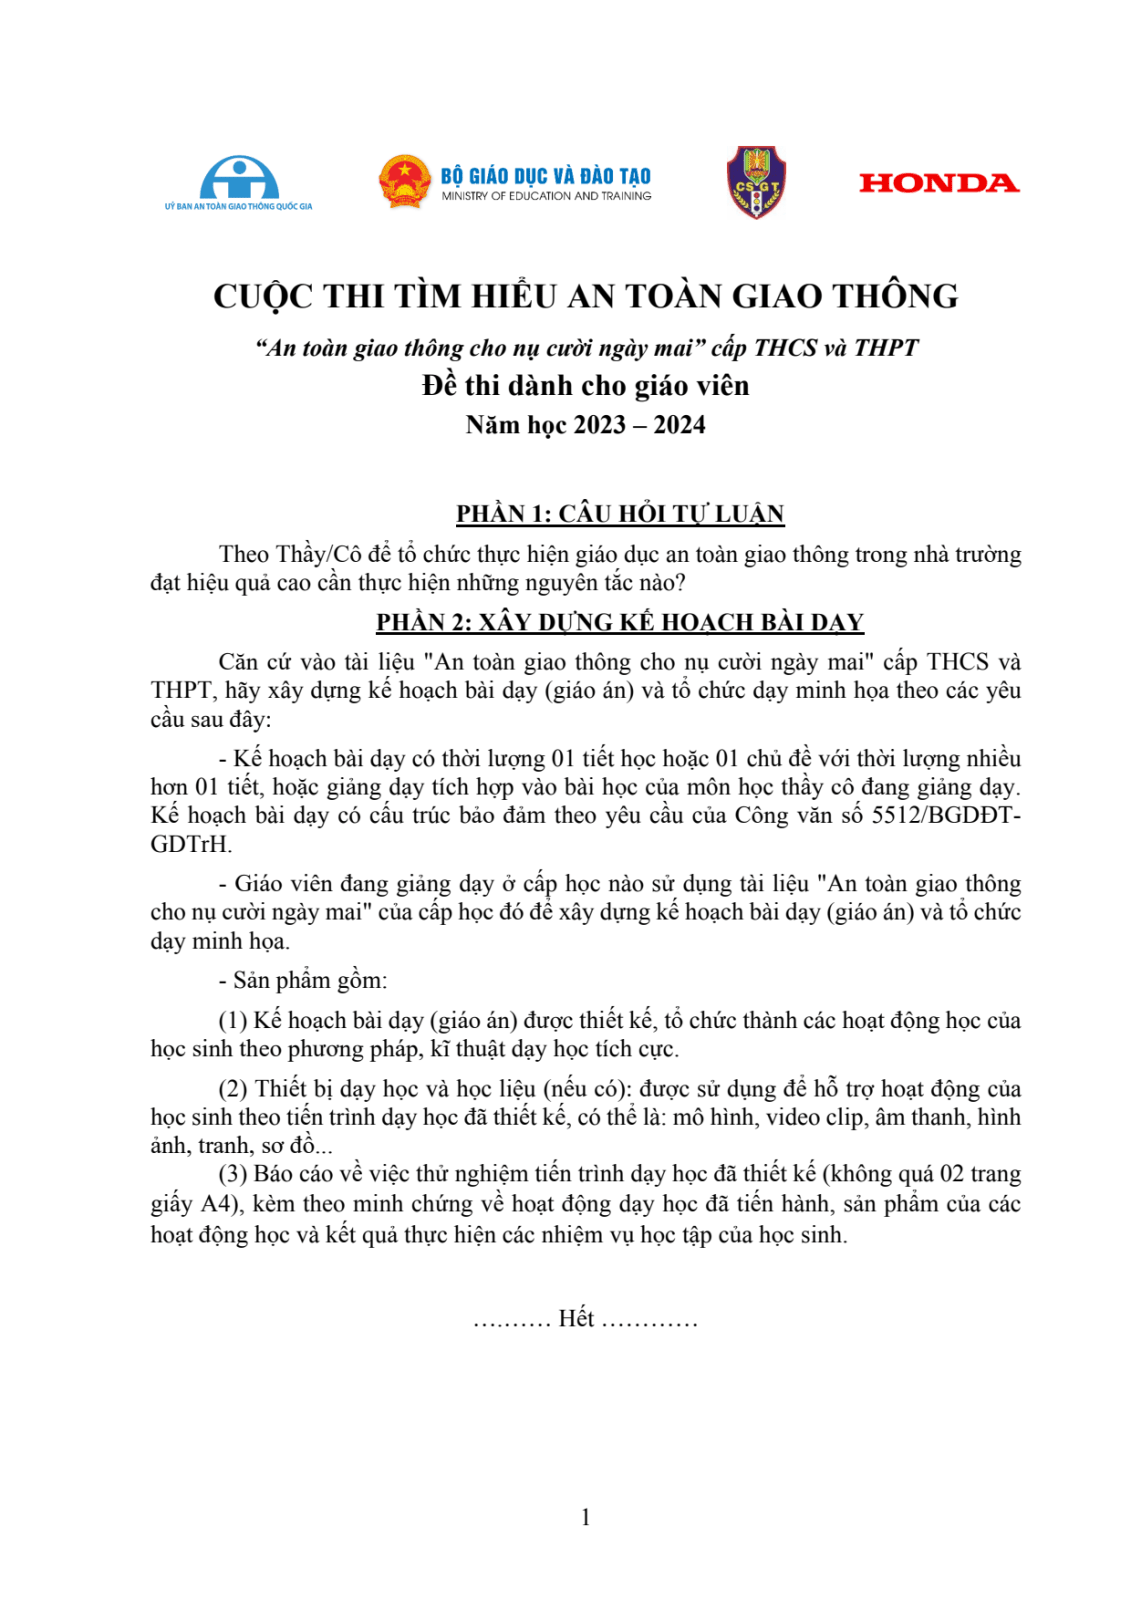 UỶ BAN AN TOÀN GIAO THÔNG QUỐC GIA
BỘ GIÁO DỤC VÀ ĐÀO TẠO
MINISTRY OF EDUCATION AND TRAINING
CSGT
HONDA
CUỘC THI TÌM HIỂU AN TOÀN GIAO THÔNG
“An toàn giao thông cho nụ cười ngày mai” cấp THCS và THPT
Đề thi dành cho giáo viên
Năm học 2023 – 2024
PHẦN 1: CÂU HỎI TỰ LUẬN
Theo Thầy/Cô để tổ chức thực hiện giáo dục an toàn giao thông trong nhà trường
đạt hiệu quả cao cần thực hiện những nguyên tắc nào?
PHẦN 2: XÂY DỰNG KẾ HOẠCH BÀI DẠY
Căn cứ vào tài liệu "An toàn giao thông cho nụ cười ngày mai" cấp THCS và
THPT, hãy xây dựng kế hoạch bài dạy (giáo án) và tổ chức dạy minh họa theo các yêu
cầu sau đây:
- Kế hoạch bài dạy có thời lượng 01 tiết học hoặc 01 chủ đề với thời lượng nhiều
hơn 01 tiết, hoặc giảng dạy tích hợp vào bài học của môn học thầy cô đang giảng dạy.
Kế hoạch bài dạy có cấu trúc bảo đảm theo yêu cầu của Công văn số 5512/BGDĐT-
GDTrH.
- Giáo viên đang giảng dạy ở cấp học nào sử dụng tài liệu "An toàn giao thông
cho nụ cười ngày mai" của cấp học đó để xây dựng kế hoạch bài dạy (giáo án) và tổ chức
dạy minh họa.
- Sản phẩm gồm:
(1) Kế hoạch bài dạy (giáo án) được thiết kế, tổ chức thành các hoạt động học của
học sinh theo phương pháp, kĩ thuật dạy học tích cực.
(2) Thiết bị dạy học và học liệu (nếu có): được sử dụng để hỗ trợ hoạt động của
học sinh theo tiến trình dạy học đã thiết kế, có thể là: mô hình, video clip, âm thanh, hình
ảnh, tranh, sơ đồ...
(3) Báo cáo về việc thử nghiệm tiến trình dạy học đã thiết kế (không quá 02 trang
giấy A4), kèm theo minh chứng về hoạt động dạy học đã tiến hành, sản phẩm của các
hoạt động học và kết quả thực hiện các nhiệm vụ học tập của học sinh.
………. Hết …………
1